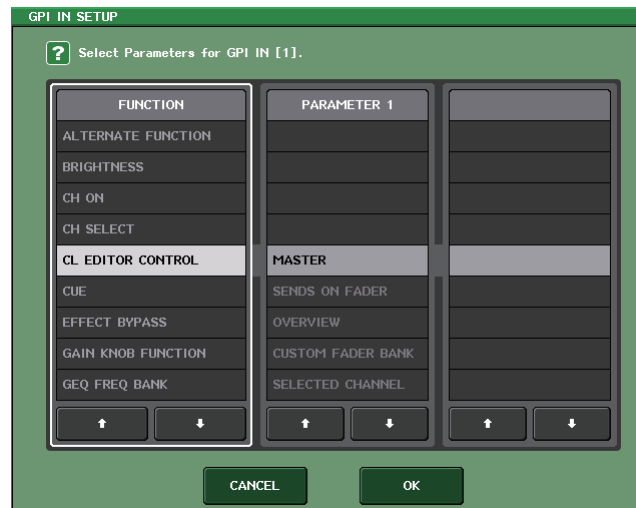 GPI IN SETUP
? Select Parameters for GPI IN [1].
FUNCTION
ALTERNATE FUNCTION
BRIGHTNESS
CH ON
CH SELECT
CL EDITOR CONTROL
CUE
EFFECT BYPASS
GAIN KNOB FUNCTION
GEQ FREQ BANK
PARAMETER 1
MASTER
SENDS ON FADER
OVERVIEW
CUSTOM FADER BANK
SELECTED CHANNEL
CANCEL
OK